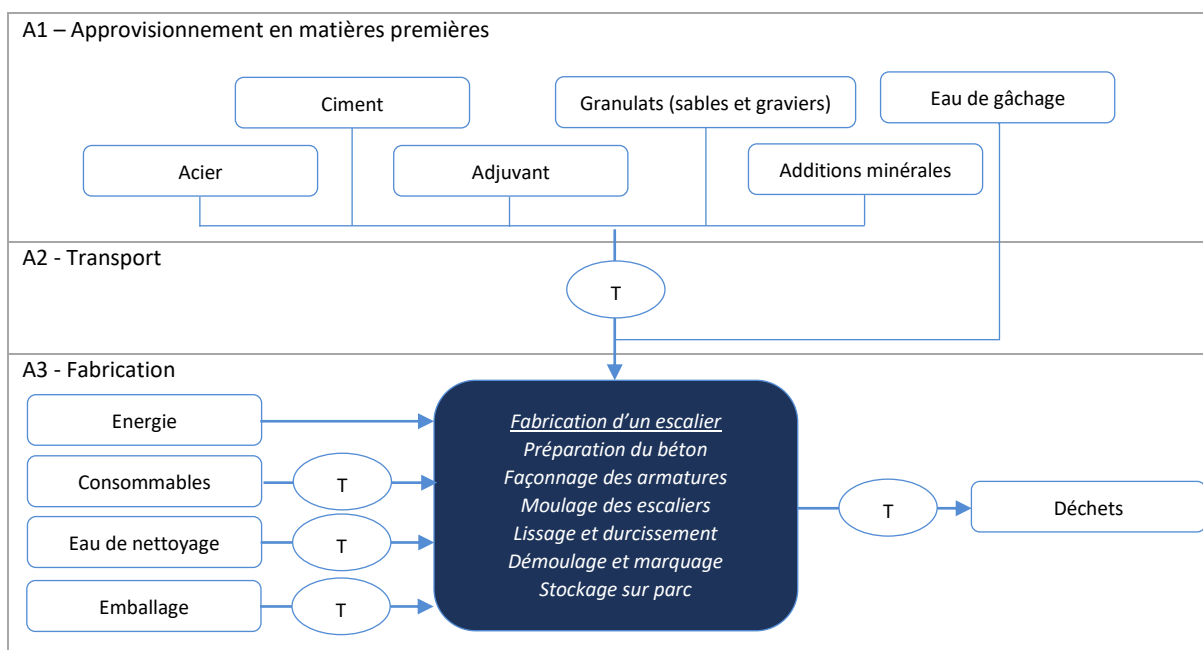 A1 – Approvisionnement en matières premières
Ciment
Granulats (sables et graviers)
Eau de gâchage
Acier
Adjuvant
Additions minérales
A2 - Transport
T
A3 - Fabrication
Energie
Consommables
T
Eau de nettoyage
T
Emballage
T
Fabrication d’un escalier
Préparation du béton
Façonnage des armatures
Moulage des escaliers
Lissage et durcissement
Démoulage et marquage
Stockage sur parc
T
Déchets